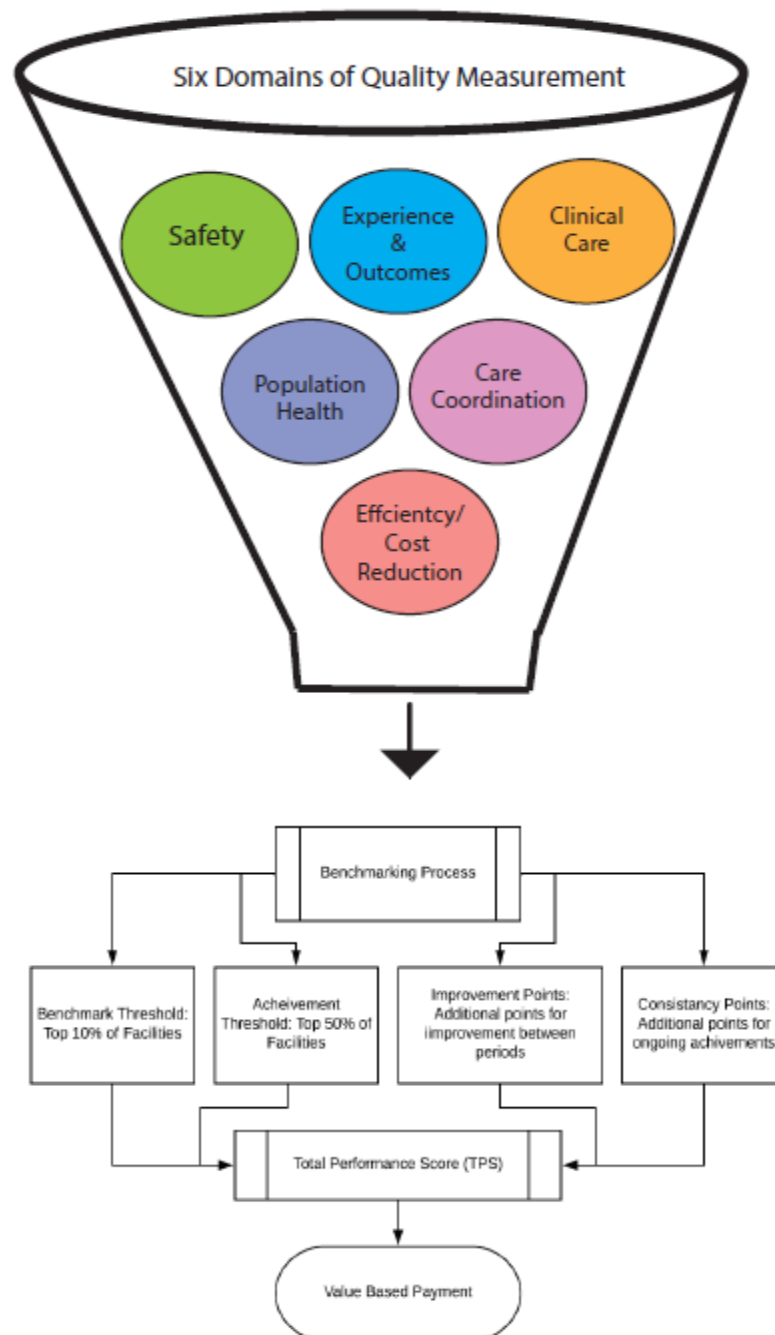 Six Domains of Quality Measurement
Safety
Experience
&
Outcomes
Clinical
Care
Population
Health
Care
Coordination
Effcientcy/
Cost
Reduction
Benchmarking Process
Benchmark Threshold:
Top 10% of Facilities
Acheivement
Threshold: Top 50% of
Facilities
Improvement Points:
Additional points for
iimprovement between
periods
Consistancy Points:
Additional points for
ongoing achivements
Total Performance Score (TPS)
Value Based Payment